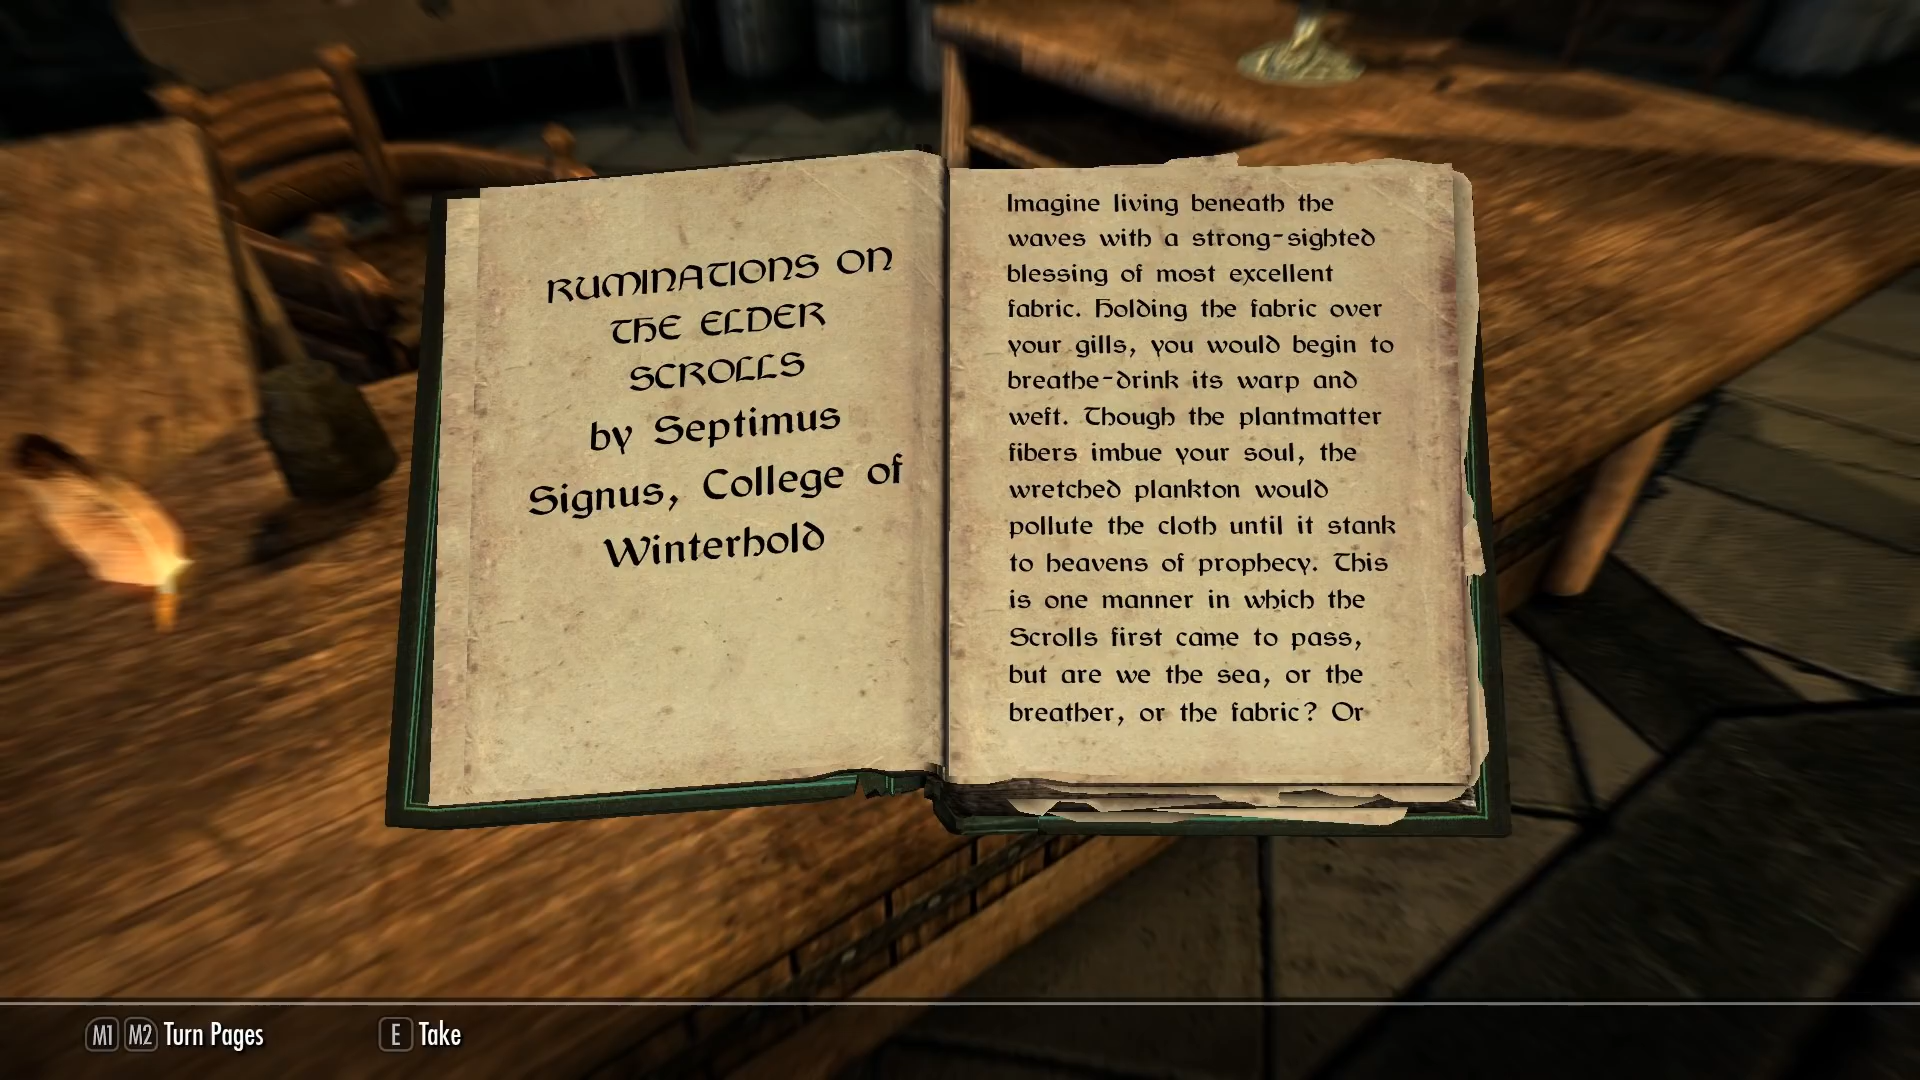 RUMINATIONS ON
THE ELDER
SCROLLS
by Septimus
Signus, College of
Winterhold
Imagine living beneath the
waves with a strong-sighted
blessing of most excellent
fabric. Holding the fabric over
your gills, you would begin to
breathe-drink its warp and
weft. Though the plantmatter
fibers imbue your soul, the
wretched plankton would
pollute the cloth until it stank
to heavens of prophecy. This
is one manner in which the
Scrolls first came to pass,
but are we the sea, or the
breather, or the fabric? Or
M1 M2 Turn Pages
E Take